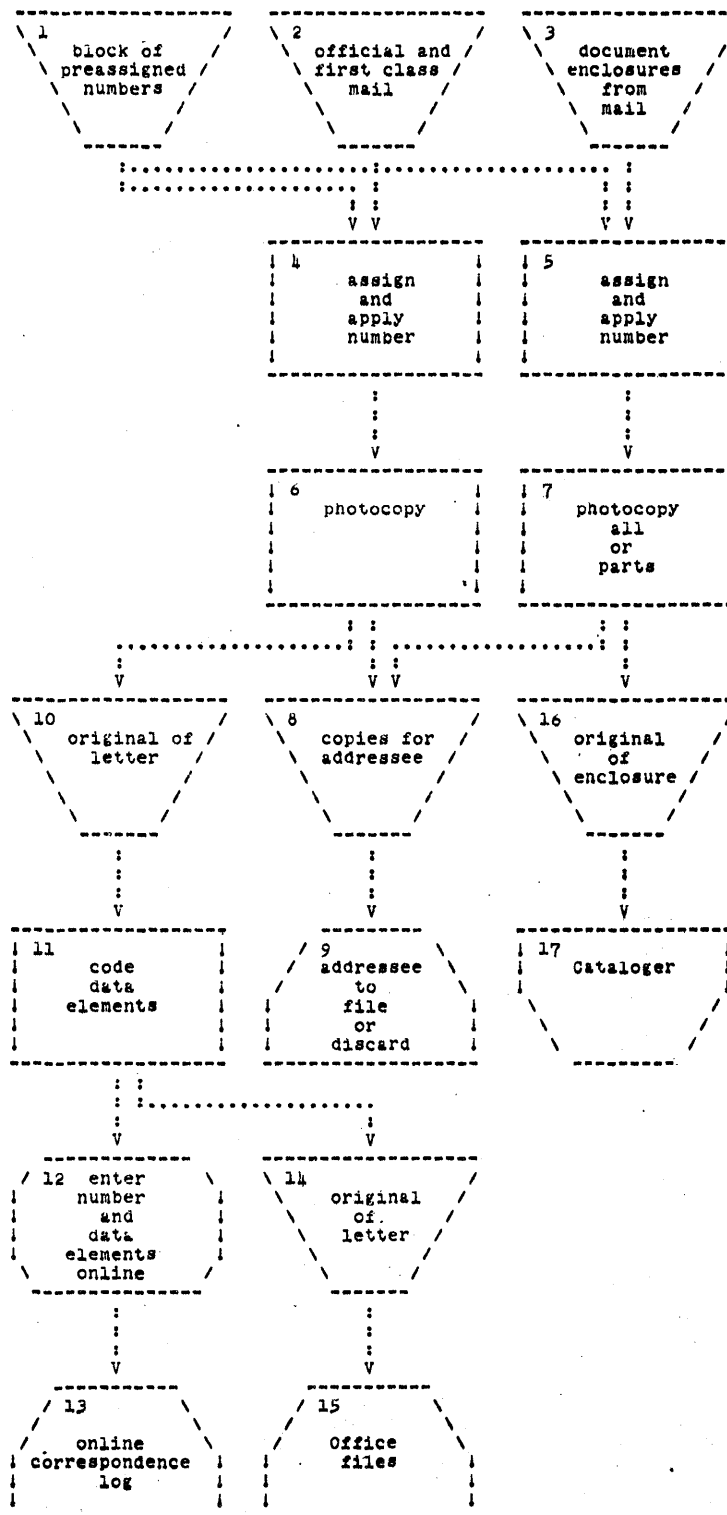 1
block of
preassigned
numbers
2
official and
first class
mail
3
document
enclosures
from
mail
4
assign
and
apply
number
5
assign
and
apply
number
6
photocopy
7
photocopy
all
or
parts
10
original of
letter
8
copies for
addressee
16
original
of
enclosure
11
code
data
elements
9
addressee
to
file
or
discard
17
Cataloger
12 enter
number
and
data
elements
online
14
original
of
letter
13
online
correspondence
log
15
Office
files